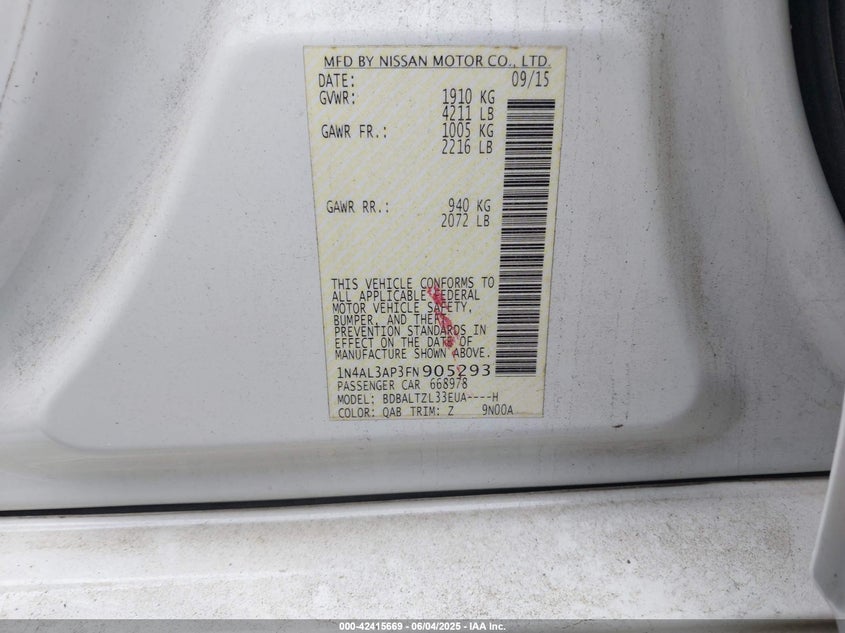 MFD BY NISSAN MOTOR CO., LTD.
DATE: 09/15
GVWR: 1910 KG
4211 LB
GAWR FR.: 1005 KG
2216 LB
GAWR RR.: 940 KG
2072 LB
THIS VEHICLE CONFORMS TO
ALL APPLICABLE FEDERAL
MOTOR VEHICLE SAFETY,
BUMPER, AND THEFT
PREVENTION STANDARDS IN
EFFECT ON THE DATE OF
MANUFACTURE SHOWN ABOVE.
1N4AL3AP3FN905293
PASSENGER CAR 668978
MODEL: BDBALTZL33EUA----H
COLOR: QAB TRIM: Z 9N00A
000-42415669 - 06/04/2025 - IAA Inc.